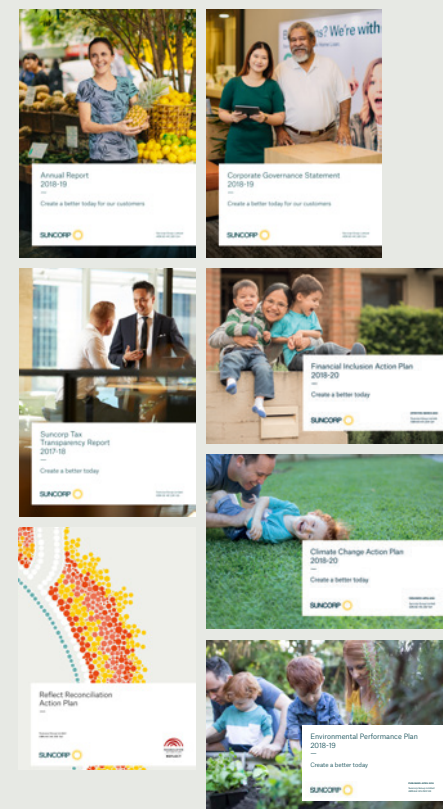 We're with
Annual Report
2018-19
Create a better today for our customers
SUNCORP
Corporate Governance Statement
2018-19
Create a better today for our customers
SUNCORP
Suncorp Tax
Transparency Report
2017-18
Create a better today
SUNCORP
Financial Inclusion Action Plan
2018-20
Create a better today
SUNCORP
Climate Change Action Plan
2018-20
Create a better today
SUNCORP
Reflect Reconciliation
Action Plan
SUNCORP
Environmental Performance Plan
2018-19
Create a better today
SUNCORP